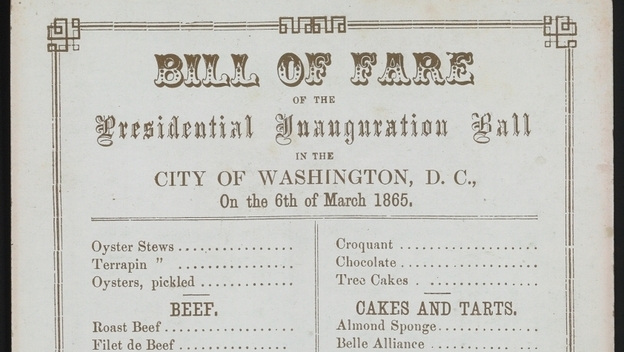 BILL OF FARE
OF THE
Presidential Inauguration Ball
IN THE
CITY OF WASHINGTON, D. C.,
On the 6th of March 1865.
Oyster Stews ................
Terrapin " ................
Oysters, pickled .............
BEEF.
Roast Beef ..................
Filet de Beef ................
Croquant ................
Chocolate ................
Tree Cakes . ..............
CAKES AND TARTS.
Almond Sponge ..............
Belle Alliance ................